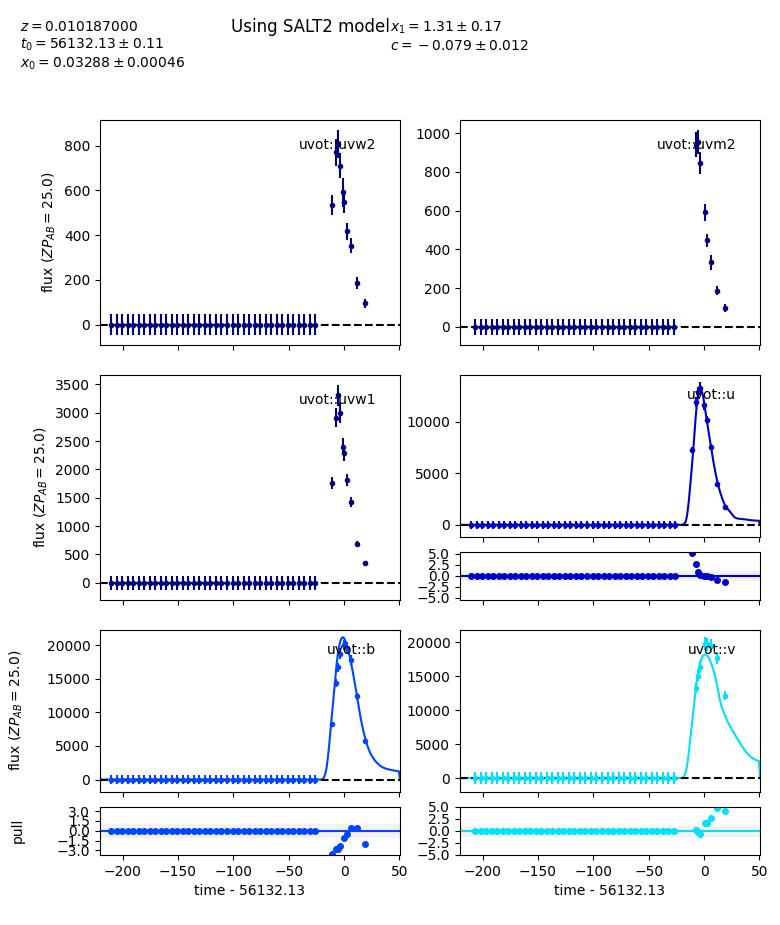 z = 0.010187000
Using SALT2 model
x₁ = 1.31 ± 0.17
t₀ = 56132.13 ± 0.11
c = −0.079 ± 0.012
x₀ = 0.03288 ± 0.00046
uvot::uvw2
800
600
400
200
0
flux (ZP_AB = 25.0)
uvot::uvm2
1000
800
600
400
200
0
uvot::uvw1
3500
3000
2500
2000
1500
1000
500
0
flux (ZP_AB = 25.0)
uvot::u
10000
5000
0
5.0
2.5
0.0
−2.5
−5.0
uvot::b
20000
15000
10000
5000
0
flux (ZP_AB = 25.0)
3.0
1.5
0.0
−1.5
−3.0
pull
−200 −150 −100 −50 0 50
time - 56132.13
uvot::v
20000
15000
10000
5000
0
5.0
2.5
0.0
−2.5
−5.0
−200 −150 −100 −50 0 50
time - 56132.13